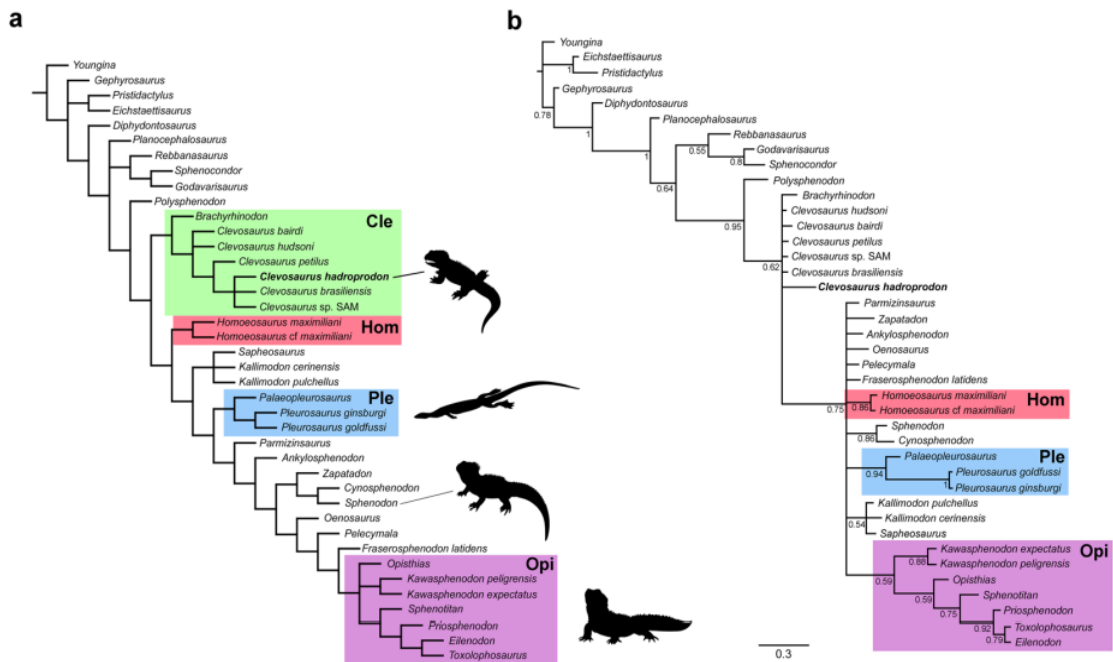 a
Youngina
Gephyrosaurus
Pristidactylus
Eichstaettisaurus
Diphydontosaurus
Planocephalosaurus
Rebbanasaurus
Sphenocondor
Godavarisaurus
Polysphenodon
Brachyrhinodon
Cle
Clevosaurus bairdi
Clevosaurus hudsoni
Clevosaurus petilus
Clevosaurus hadroprodon
Clevosaurus brasiliensis
Clevosaurus sp. SAM
Homoeosaurus maximiliani
Homoeosaurus cf maximiliani
Hom
Sapheosaurus
Kallimodon cerinensis
Kallimodon pulchellus
Palaeopleurosaurus
Ple
Pleurosaurus ginsburgi
Pleurosaurus goldfussi
Parmizinsaurus
Ankylosphenodon
Zapatadon
Cynosphenodon
Sphenodon
Oenosaurus
Pelecymala
Fraserosphenodon latidens
Opisthias
Opi
Kawasphenodon peligrensis
Kawasphenodon expectatus
Sphenotitan
Priosphenodon
Eilenodon
Toxolophosaurus
b
Youngina
Eichstaettisaurus
1
Pristidactylus
Gephyrosaurus
0.78
Diphydontosaurus
1
Planocephalosaurus
1
Rebbanasaurus
0.55
Godavarisaurus
0.8
Sphenocondor
0.64
Polysphenodon
0.95
Brachyrhinodon
Clevosaurus hudsoni
Clevosaurus bairdi
Clevosaurus petilus
Clevosaurus sp. SAM
0.62
Clevosaurus brasiliensis
Clevosaurus hadroprodon
Parmizinsaurus
Zapatadon
Ankylosphenodon
Oenosaurus
Pelecymala
Fraserosphenodon latidens
Homoeosaurus maximiliani
Hom
0.75
0.86
Homoeosaurus cf maximiliani
Sphenodon
0.86
Cynosphenodon
Palaeopleurosaurus
Ple
0.94
Pleurosaurus goldfussi
1
Pleurosaurus ginsburgi
Kallimodon pulchellus
0.54
Kallimodon cerinensis
Sapheosaurus
Kawasphenodon expectatus
Opi
0.88
Kawasphenodon peligrensis
0.59
Opisthias
0.59
Sphenotitan
0.75
Priosphenodon
0.92
Toxolophosaurus
0.79
Eilenodon
0.3